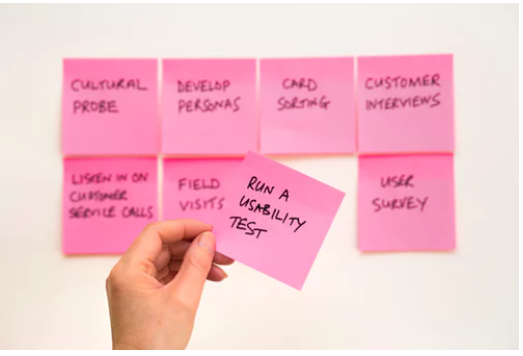 CULTURAL
PROBE
DEVELOP
PERSONAS
CARD
SORTING
CUSTOMER
INTERVIEWS
LISTEN IN ON
CUSTOMER
SERVICE CALLS
FIELD
VISITS
RUN A
USABILITY
TEST
USER
SURVEY